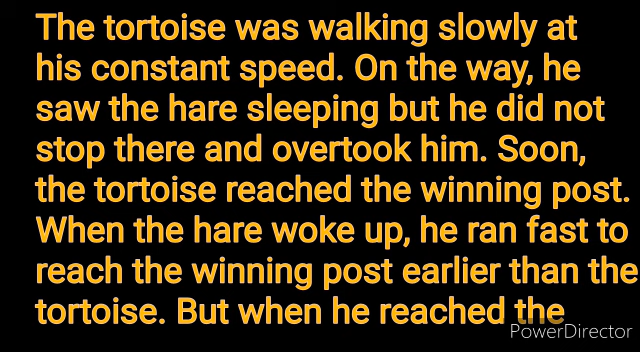 The tortoise was walking slowly at
his constant speed. On the way, he
saw the hare sleeping but he did not
stop there and overtook him. Soon,
the tortoise reached the winning post.
When the hare woke up, he ran fast to
reach the winning post earlier than the
tortoise. But when he reached the
PowerDirector